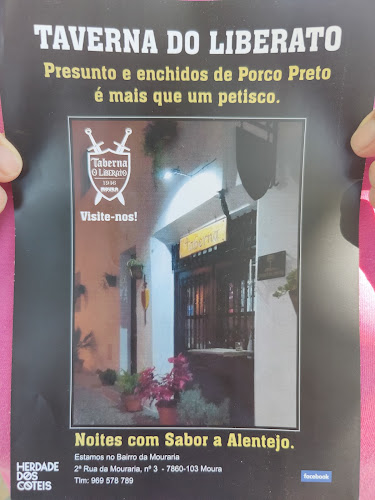 TAVERNA DO LIBERATO
Presunto e enchidos de Porco Preto
é mais que um petisco.
Taberna
O LIBERATO
MOURA
Visite-nos!
Taverna
Noites com Sabor a Alentejo.
HERDADE
DOS
COTEIS
Estamos no Bairro da Mouraria
2ª Rua da Mouraria, nº 3 - 7860-103 Moura
Tlm: 969 578 789
facebook